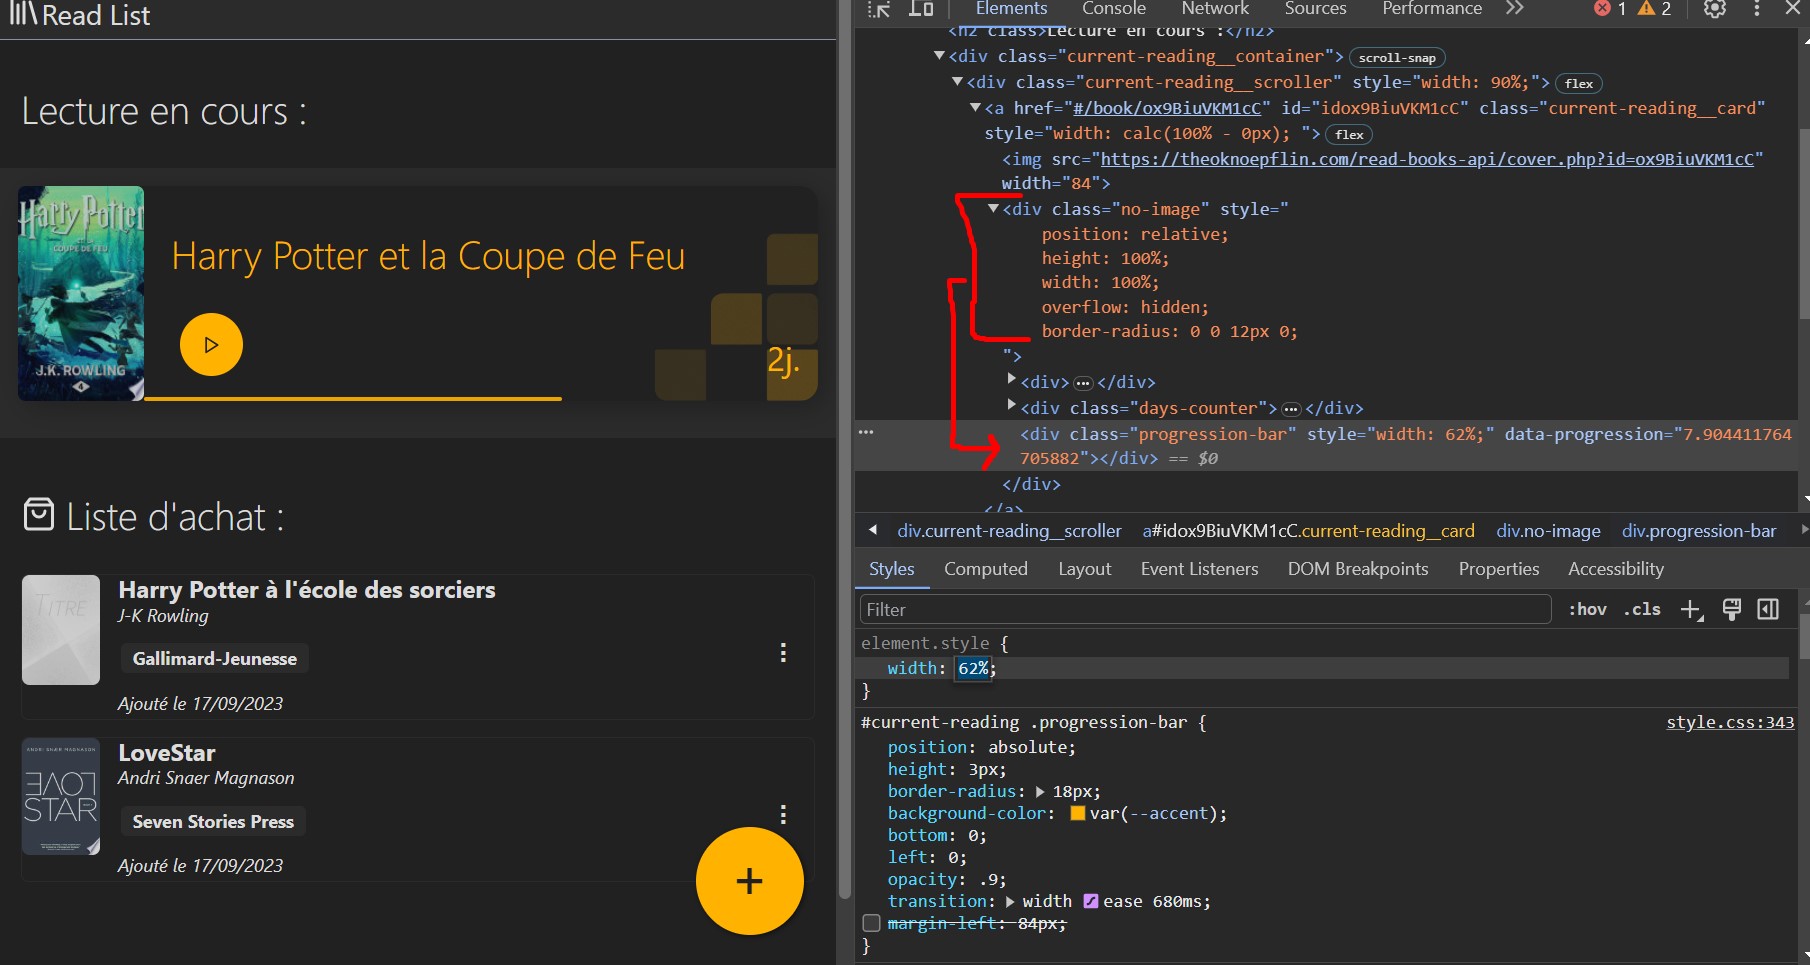 Read List
Lecture en cours :
Harry Potter
ET LA
COUPE DE FEU
J.K. ROWLING
4
Harry Potter et la Coupe de Feu
2j.
Liste d'achat :
TITRE
Harry Potter à l'école des sorciers
J-K Rowling
Gallimard-Jeunesse
Ajouté le 17/09/2023
ANDRI SNÆR MAGNASON
LOVE
STAR
LoveStar
Andri Snaer Magnason
Seven Stories Press
Ajouté le 17/09/2023
+
Elements Console Network Sources Performance 1 2
<h2 class>Lecture en cours :</h2>
<div class="current-reading__container"> scroll-snap
<div class="current-reading__scroller" style="width: 90%;"> flex
<a href="#/book/ox9BiuVKM1cC" id="idox9BiuVKM1cC" class="current-reading__card"
style="width: calc(100% - 0px); "> flex
<img src="https://theoknoepflin.com/read-books-api/cover.php?id=ox9BiuVKM1cC"
width="84">
<div class="no-image" style="
position: relative;
height: 100%;
width: 100%;
overflow: hidden;
border-radius: 0 0 12px 0;
">
<div>…</div>
<div class="days-counter">…</div>
<div class="progression-bar" style="width: 62%;" data-progression="7.904411764
705882"></div> == $0
</div>
</a>
div.current-reading__scroller a#idox9BiuVKM1cC.current-reading__card div.no-image div.progression-bar
Styles Computed Layout Event Listeners DOM Breakpoints Properties Accessibility
Filter :hov .cls
element.style {
width: 62%;
}
#current-reading .progression-bar { style.css:343
position: absolute;
height: 3px;
border-radius: 18px;
background-color: var(--accent);
bottom: 0;
left: 0;
opacity: .9;
transition: width ease 680ms;
margin-left: 84px;
}